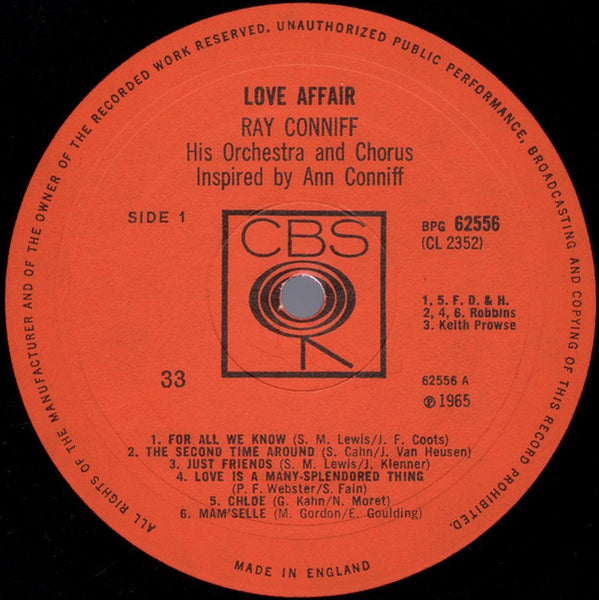 ALL RIGHTS OF THE MANUFACTURER AND OF THE OWNER OF THE RECORDED WORK RESERVED. UNAUTHORIZED PUBLIC PERFORMANCE, BROADCASTING AND COPYING OF THIS RECORD PROHIBITED.
LOVE AFFAIR
RAY CONNIFF
His Orchestra and Chorus
Inspired by Ann Conniff
SIDE 1
CBS
BPG 62556
(CL 2352)
1, 5. F. D. & H.
2, 4, 6. Robbins
3. Keith Prowse
33
62556 A
℗ 1965
1. FOR ALL WE KNOW (S. M. Lewis/J. F. Coots)
2. THE SECOND TIME AROUND (S. Cahn/J. Van Heusen)
3. JUST FRIENDS (S. M. Lewis/J. Klenner)
4. LOVE IS A MANY-SPLENDORED THING
(P. F. Webster/S. Fain)
5. CHLOE (G. Kahn/N. Moret)
6. MAM'SELLE (M. Gordon/E. Goulding)
MADE IN ENGLAND